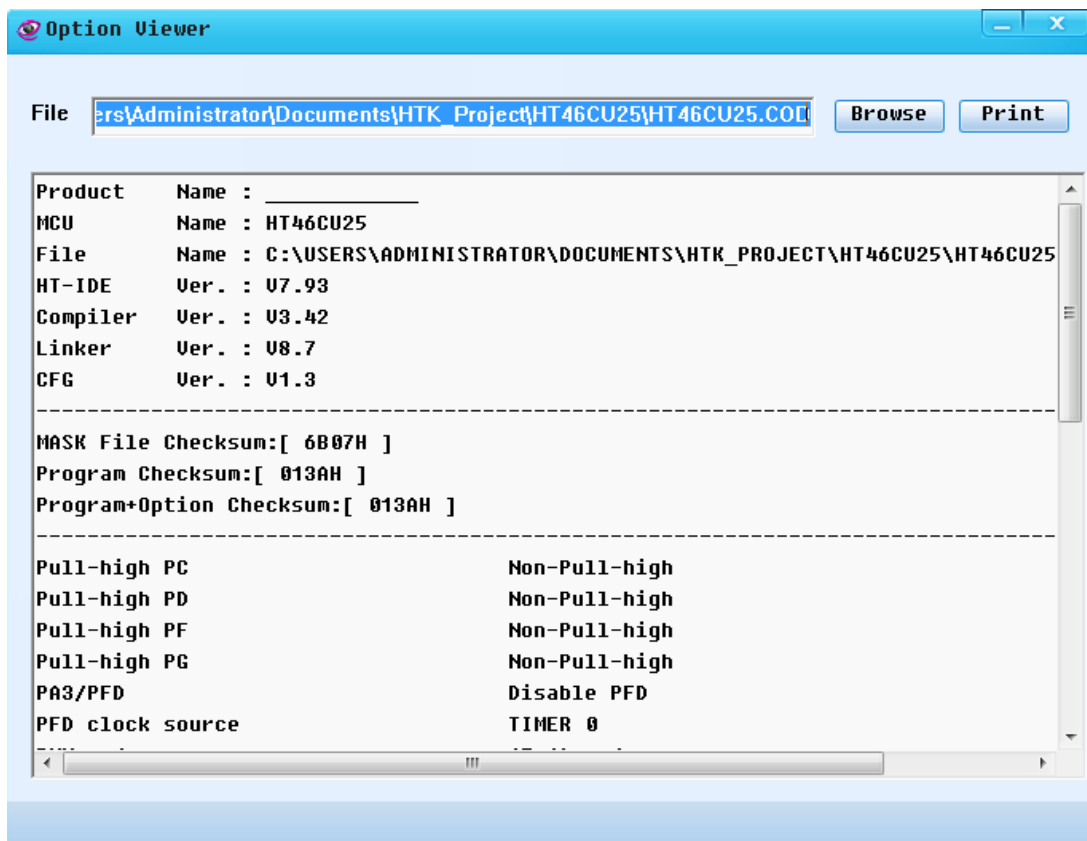 Option Viewer
File ers\Administrator\Documents\HTK_Project\HT46CU25\HT46CU25.COD Browse Print
Product Name : ____________
MCU Name : HT46CU25
File Name : C:\USERS\ADMINISTRATOR\DOCUMENTS\HTK_PROJECT\HT46CU25\HT46CU25
HT-IDE Ver. : V7.93
Compiler Ver. : V3.42
Linker Ver. : V8.7
CFG Ver. : V1.3
MASK File Checksum:[ 6B07H ]
Program Checksum:[ 013AH ]
Program+Option Checksum:[ 013AH ]
Pull-high PC Non-Pull-high
Pull-high PD Non-Pull-high
Pull-high PF Non-Pull-high
Pull-high PG Non-Pull-high
PA3/PFD Disable PFD
PFD clock source TIMER 0